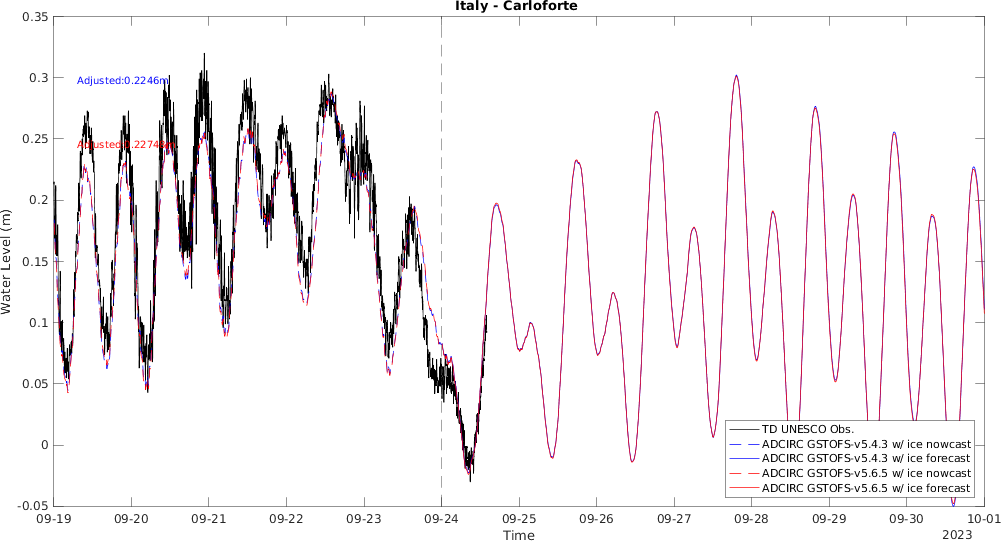 Italy - Carloforte
0.35
0.3
0.25
0.2
0.15
0.1
0.05
0
-0.05
Water Level (m)
Adjusted:0.2246m
TD UNESCO Obs.
ADCIRC GSTOFS-v5.4.3 w/ ice nowcast
ADCIRC GSTOFS-v5.4.3 w/ ice forecast
ADCIRC GSTOFS-v5.6.5 w/ ice nowcast
ADCIRC GSTOFS-v5.6.5 w/ ice forecast
09-19 09-20 09-21 09-22 09-23 09-24 09-25 09-26 09-27 09-28 09-29 09-30 10-01
Time
2023